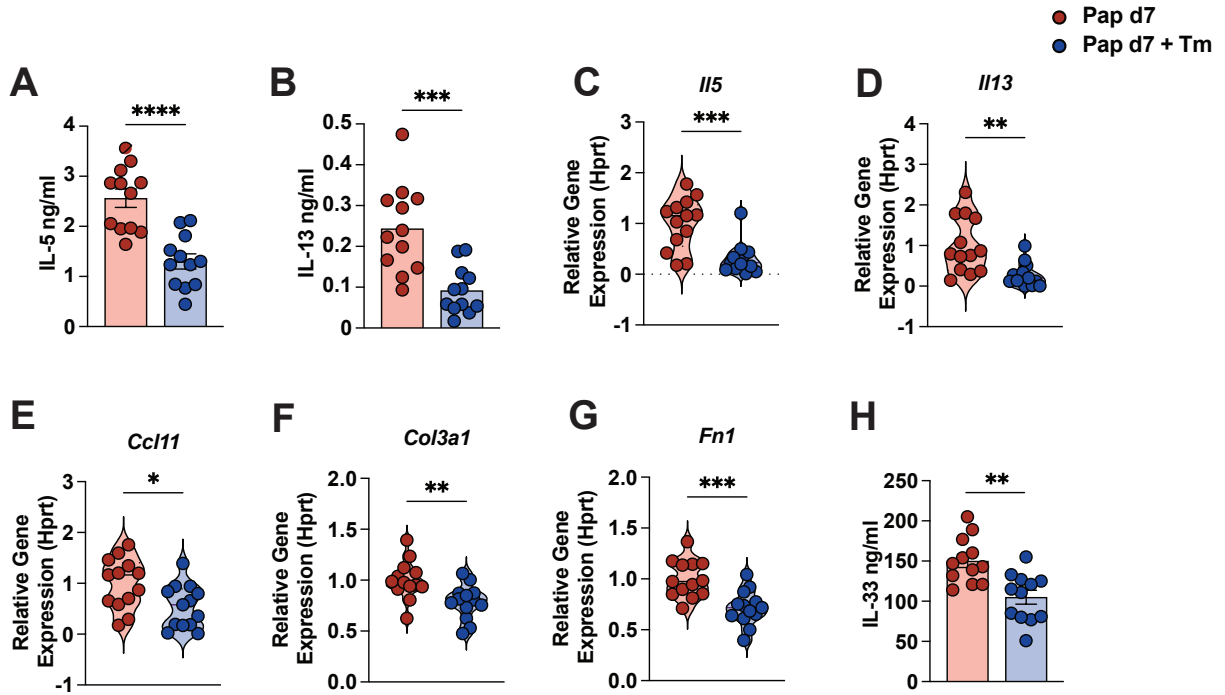 Pap d7
Pap d7 + Tm
A
IL-5 ng/ml
****
4
3
2
1
0
B
IL-13 ng/ml
***
0.5
0.4
0.3
0.2
0.1
0
C
Il5
Relative Gene
Expression (Hprt)
***
3
2
1
0
-1
D
Il13
Relative Gene
Expression (Hprt)
**
4
3
2
1
0
-1
E
Ccl11
Relative Gene
Expression (Hprt)
*
3
2
1
0
-1
F
Col3a1
Relative Gene
Expression (Hprt)
**
2.0
1.5
1.0
0.5
0.0
G
Fn1
Relative Gene
Expression (Hprt)
***
2.0
1.5
1.0
0.5
0.0
H
IL-33 ng/ml
**
250
200
150
100
50
0